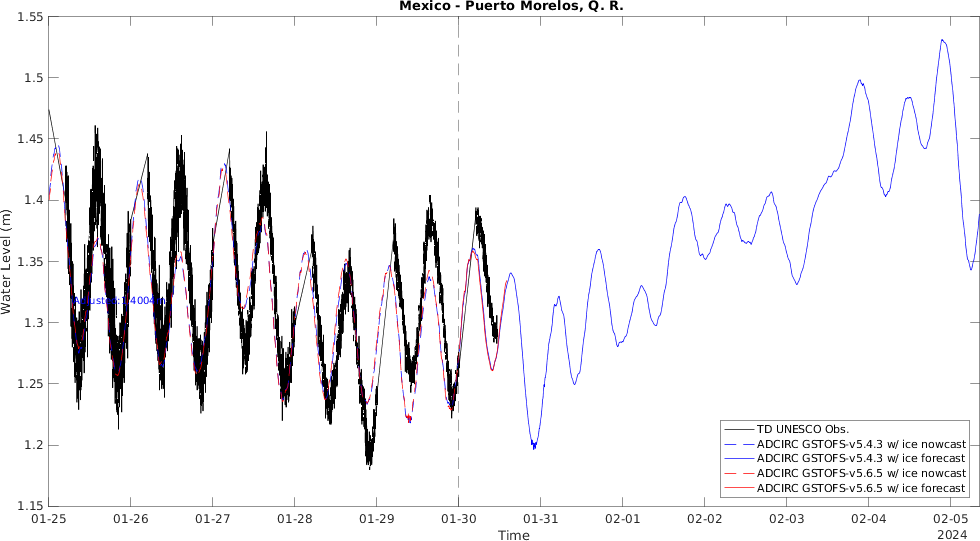 Mexico - Puerto Morelos, Q. R.
Water Level (m)
1.55
1.5
1.45
1.4
1.35
1.3
1.25
1.2
1.15
TD UNESCO Obs.
ADCIRC GSTOFS-v5.4.3 w/ ice nowcast
ADCIRC GSTOFS-v5.4.3 w/ ice forecast
ADCIRC GSTOFS-v5.6.5 w/ ice nowcast
ADCIRC GSTOFS-v5.6.5 w/ ice forecast
01-25 01-26 01-27 01-28 01-29 01-30 01-31 02-01 02-02 02-03 02-04 02-05
Time
2024